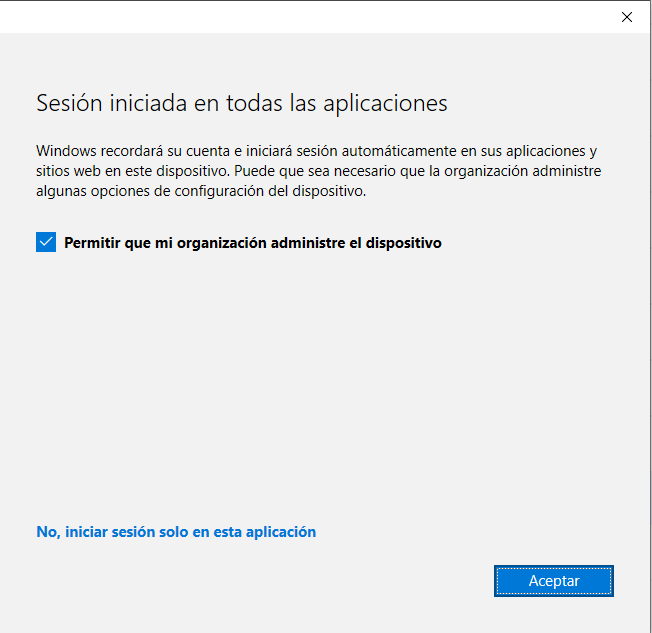 Sesión iniciada en todas las aplicaciones
Windows recordará su cuenta e iniciará sesión automáticamente en sus aplicaciones y
sitios web en este dispositivo. Puede que sea necesario que la organización administre
algunas opciones de configuración del dispositivo.
Permitir que mi organización administre el dispositivo
No, iniciar sesión solo en esta aplicación
Aceptar